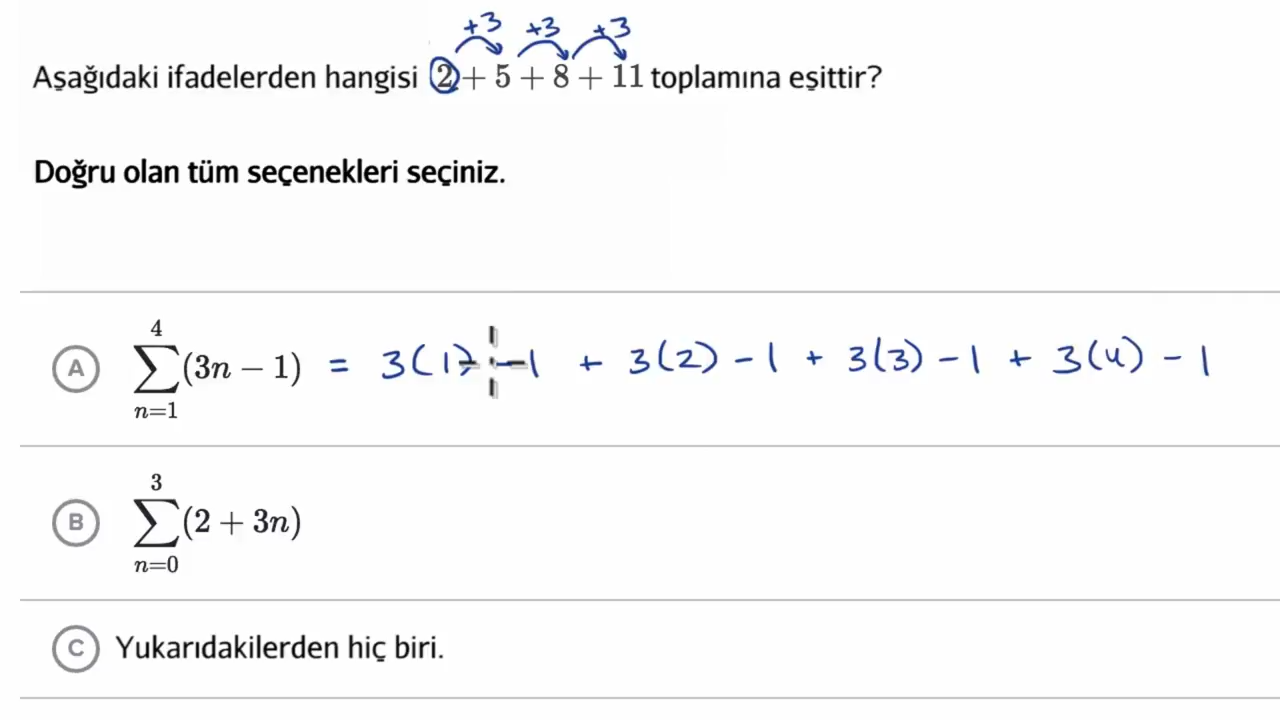 +3 +3 +3
Aşağıdaki ifadelerden hangisi 2 + 5 + 8 + 11 toplamına eşittir?
Doğru olan tüm seçenekleri seçiniz.
4
A ∑ (3n − 1) = 3(1) − 1 + 3(2) − 1 + 3(3) − 1 + 3(4) − 1
n=1
3
B ∑ (2 + 3n)
n=0
C Yukarıdakilerden hiç biri.